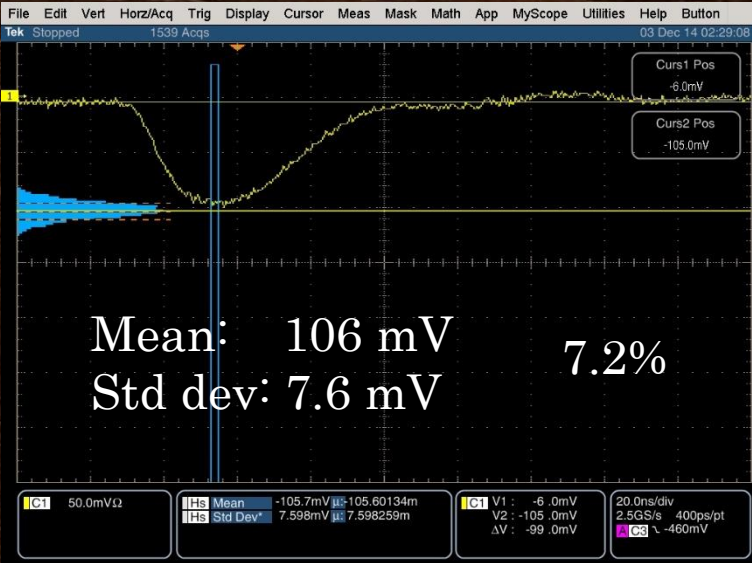 File Edit Vert Horz/Acq Trig Display Cursor Meas Mask Math App MyScope Utilities Help Button
Tek Stopped 1539 Acqs 03 Dec 14 02:29:08
Curs1 Pos
-6.0mV
1
Curs2 Pos
-105.0mV
Mean: 106 mV
7.2%
Std dev: 7.6 mV
C1 50.0mVΩ
Hs Mean -105.7mV µ:-105.60134m
Hs Std Dev* 7.598mV µ: 7.598259m
C1 V1 : -6 .0mV
V2 : -105 .0mV
ΔV : -99 .0mV
20.0ns/div
2.5GS/s 400ps/pt
A C3 \ -460mV